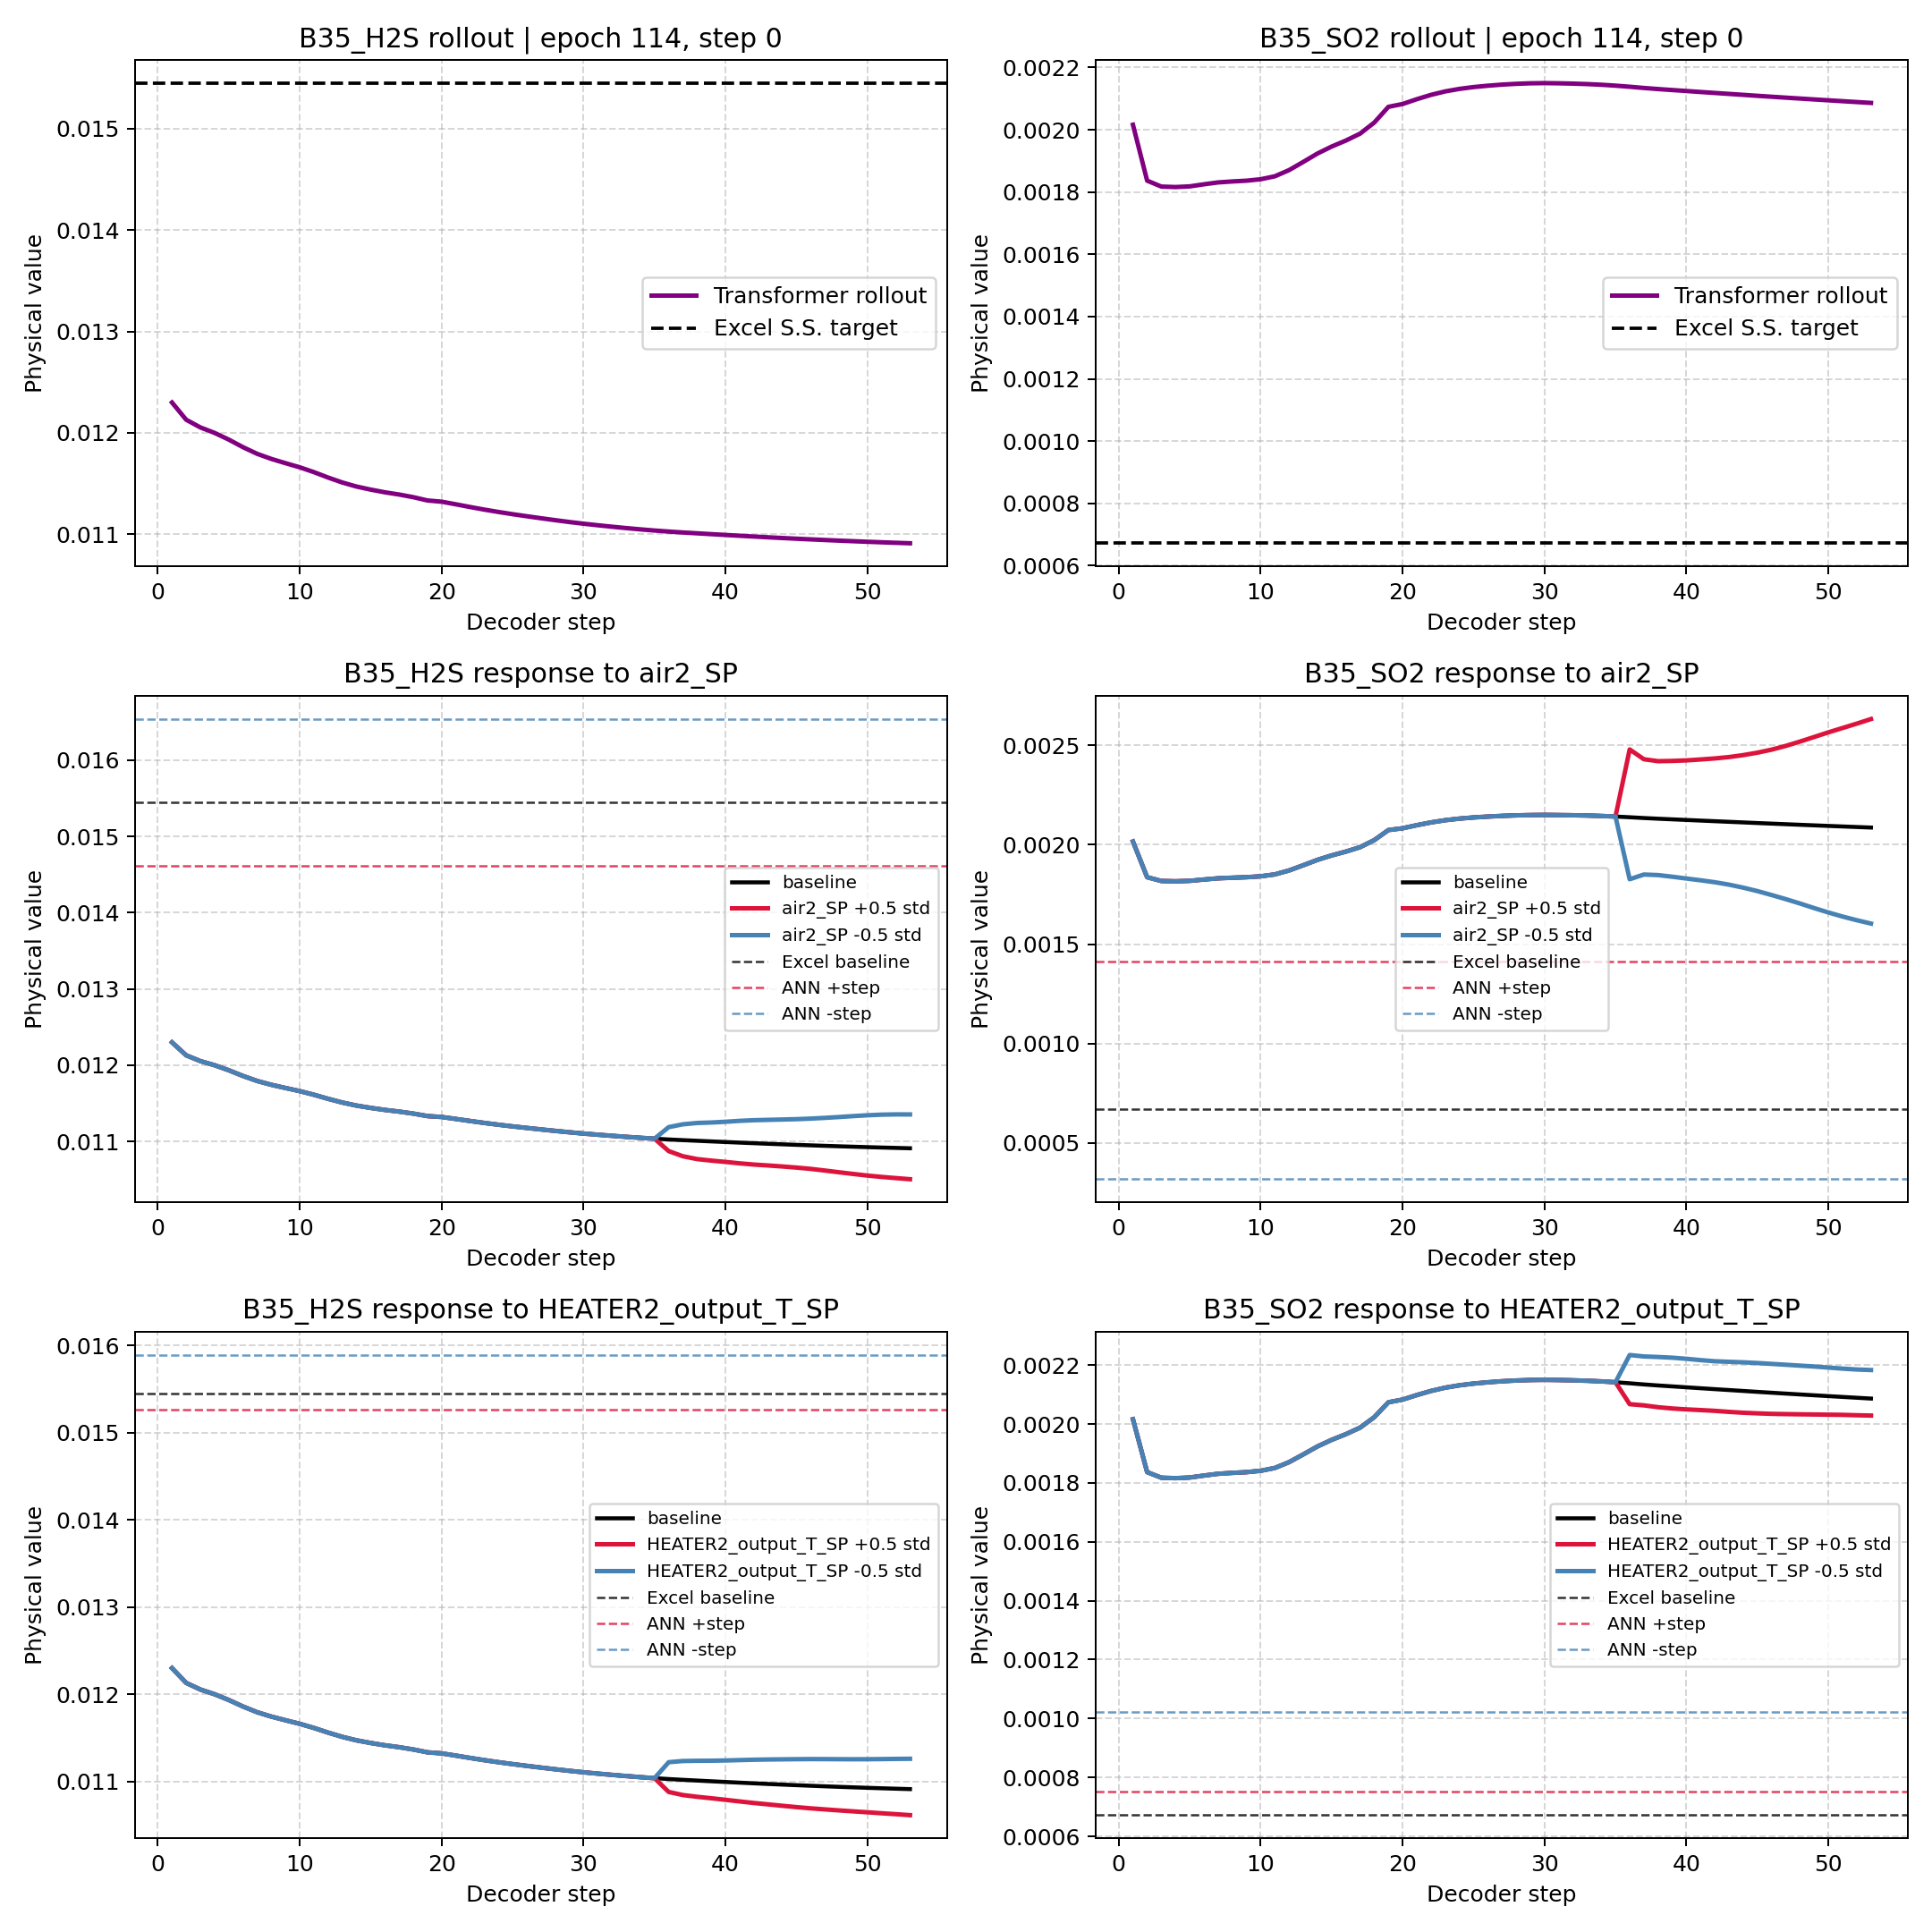 B35_H2S rollout | epoch 114, step 0
Physical value
0.015
0.014
0.013
0.012
0.011
Transformer rollout
Excel S.S. target
0 10 20 30 40 50
Decoder step
B35_SO2 rollout | epoch 114, step 0
Physical value
0.0022
0.0020
0.0018
0.0016
0.0014
0.0012
0.0010
0.0008
0.0006
Transformer rollout
Excel S.S. target
0 10 20 30 40 50
Decoder step
B35_H2S response to air2_SP
Physical value
0.016
0.015
0.014
0.013
0.012
0.011
baseline
air2_SP +0.5 std
air2_SP -0.5 std
Excel baseline
ANN +step
ANN -step
0 10 20 30 40 50
Decoder step
B35_SO2 response to air2_SP
Physical value
0.0025
0.0020
0.0015
0.0010
0.0005
baseline
air2_SP +0.5 std
air2_SP -0.5 std
Excel baseline
ANN +step
ANN -step
0 10 20 30 40 50
Decoder step
B35_H2S response to HEATER2_output_T_SP
Physical value
0.016
0.015
0.014
0.013
0.012
0.011
baseline
HEATER2_output_T_SP +0.5 std
HEATER2_output_T_SP -0.5 std
Excel baseline
ANN +step
ANN -step
0 10 20 30 40 50
Decoder step
B35_SO2 response to HEATER2_output_T_SP
Physical value
0.0022
0.0020
0.0018
0.0016
0.0014
0.0012
0.0010
0.0008
0.0006
baseline
HEATER2_output_T_SP +0.5 std
HEATER2_output_T_SP -0.5 std
Excel baseline
ANN +step
ANN -step
0 10 20 30 40 50
Decoder step